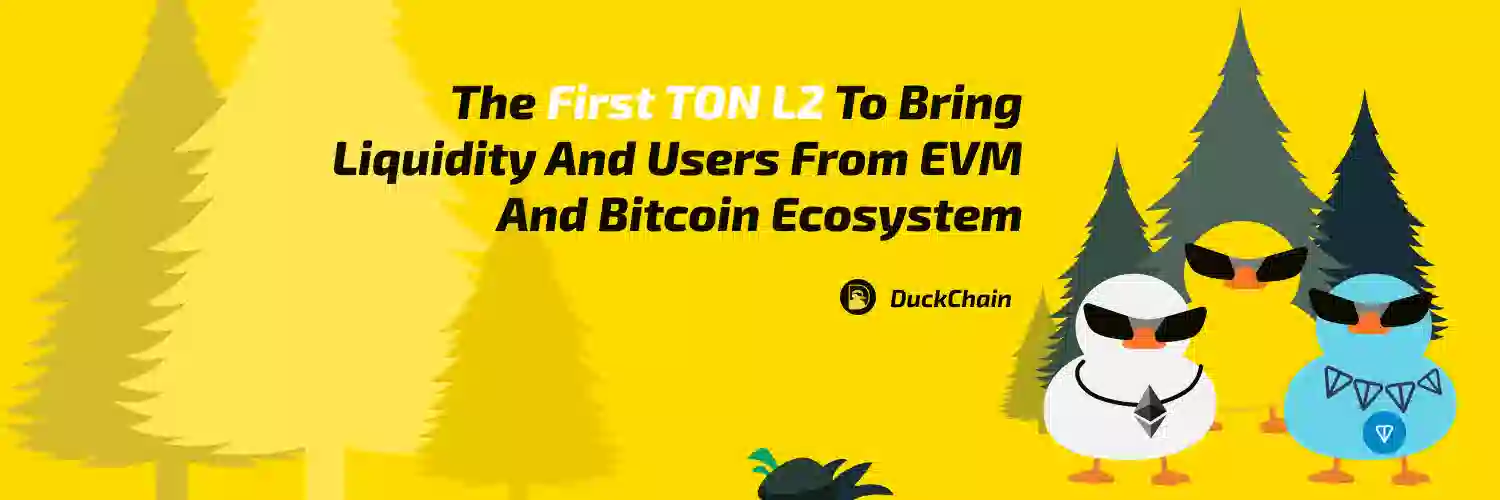 The First TON L2 To Bring
Liquidity And Users From EVM
And Bitcoin Ecosystem
DuckChain